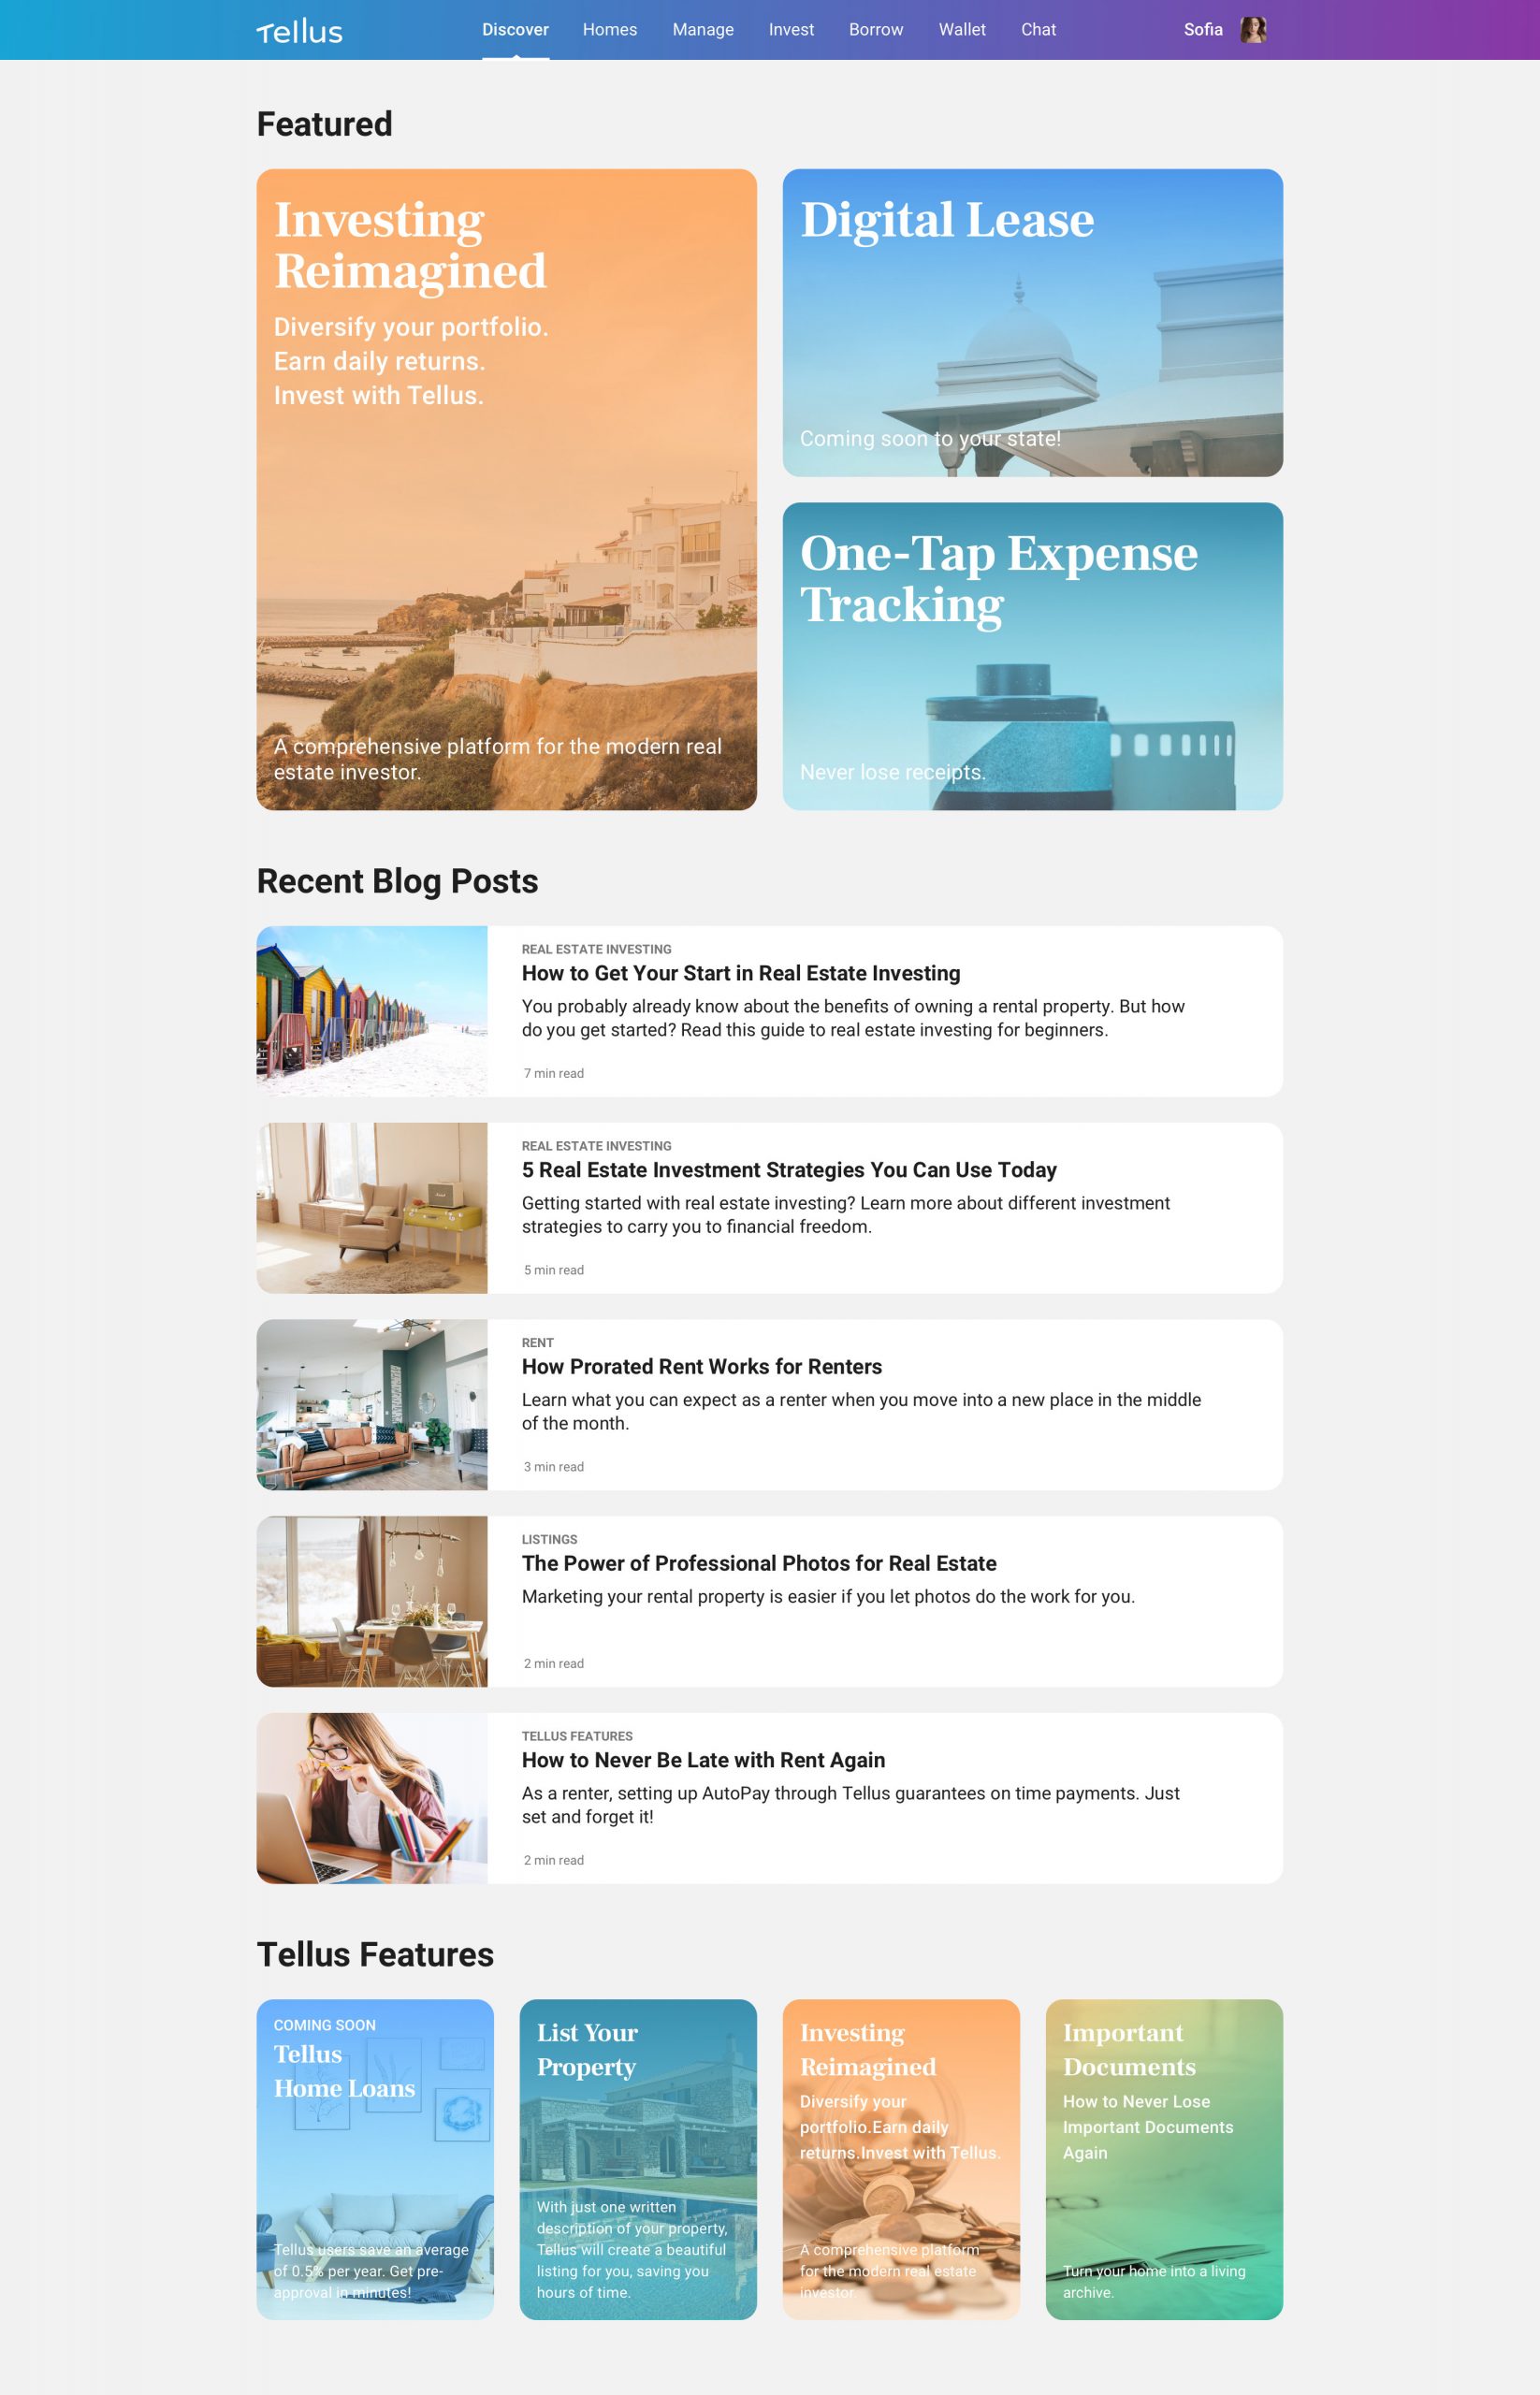 Tellus
Discover
Homes
Manage
Invest
Borrow
Wallet
Chat
Sofia
Featured
Investing
Reimagined
Diversify your portfolio.
Earn daily returns.
Invest with Tellus.
A comprehensive platform for the modern real
estate investor.
Digital Lease
Coming soon to your state!
One-Tap Expense
Tracking
Never lose receipts.
Recent Blog Posts
REAL ESTATE INVESTING
How to Get Your Start in Real Estate Investing
You probably already know about the benefits of owning a rental property. But how
do you get started? Read this guide to real estate investing for beginners.
7 min read
REAL ESTATE INVESTING
5 Real Estate Investment Strategies You Can Use Today
Getting started with real estate investing? Learn more about different investment
strategies to carry you to financial freedom.
5 min read
RENT
How Prorated Rent Works for Renters
Learn what you can expect as a renter when you move into a new place in the middle
of the month.
3 min read
LISTINGS
The Power of Professional Photos for Real Estate
Marketing your rental property is easier if you let photos do the work for you.
2 min read
TELLUS FEATURES
How to Never Be Late with Rent Again
As a renter, setting up AutoPay through Tellus guarantees on time payments. Just
set and forget it!
2 min read
Tellus Features
COMING SOON
Tellus
Home Loans
Tellus users save an average
of 0.5% per year. Get pre-
approval in minutes!
List Your
Property
With just one written
description of your property,
Tellus will create a beautiful
listing for you, saving you
hours of time.
Investing
Reimagined
Diversify your
portfolio.Earn daily
returns.Invest with Tellus.
A comprehensive platform
for the modern real estate
investor.
Important
Documents
How to Never Lose
Important Documents
Again
Turn your home into a living
archive.